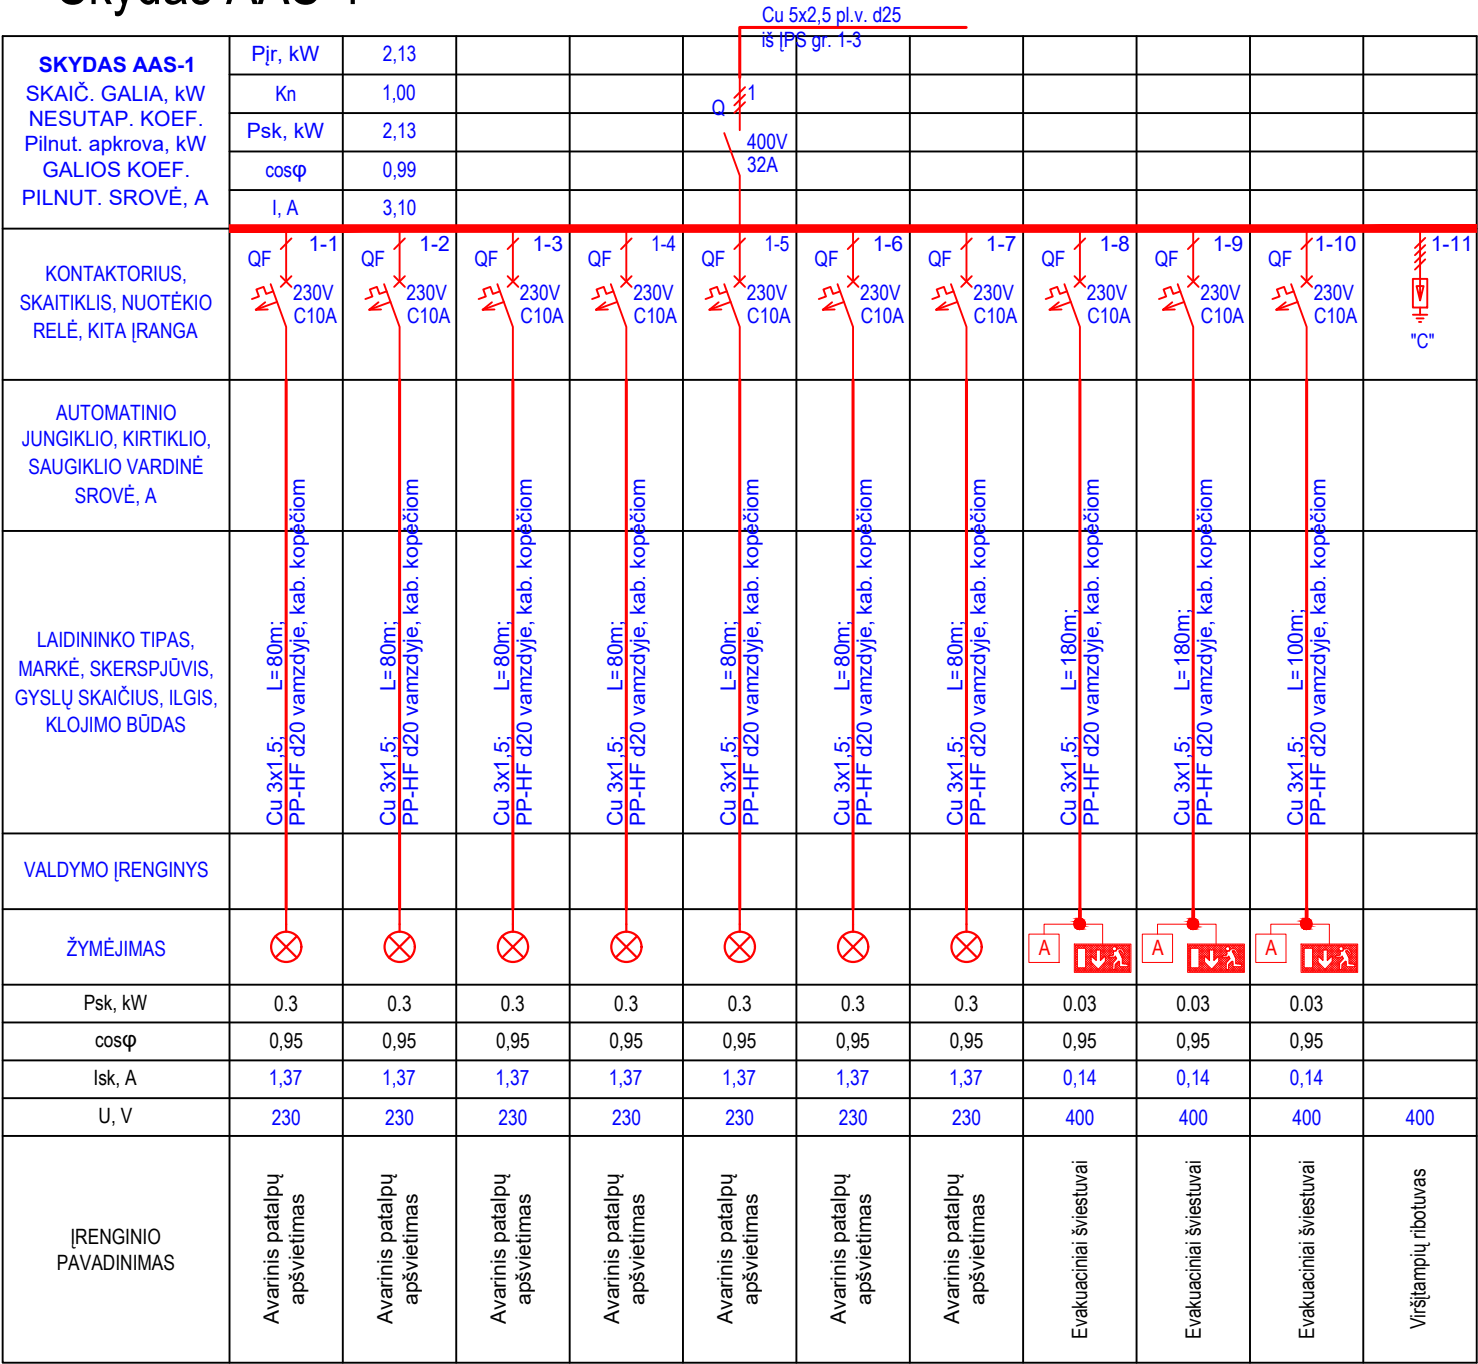 Skydas AAS-1
Cu 5x2,5 pl.v. d25
iš ĮPS gr. 1-3
SKYDAS AAS-1
SKAIČ. GALIA, kW
NESUTAP. KOEF.
Pilnut. apkrova, kW
GALIOS KOEF.
PILNUT. SROVĖ, A
Pįr, kW 2,13
Kn 1,00
Psk, kW 2,13
cosφ 0,99
I, A 3,10
Q 1
400V
32A
KONTAKTORIUS,
SKAITIKLIS, NUOTĖKIO
RELĖ, KITA ĮRANGA
1-1 1-2 1-3 1-4 1-5 1-6 1-7 1-8 1-9 1-10 1-11
QF QF QF QF QF QF QF QF QF QF
230V 230V 230V 230V 230V 230V 230V 230V 230V 230V
C10A C10A C10A C10A C10A C10A C10A C10A C10A C10A
"C"
AUTOMATINIO
JUNGIKLIO, KIRTIKLIO,
SAUGIKLIO VARDINĖ
SROVĖ, A
LAIDININKO TIPAS,
MARKĖ, SKERSPJŪVIS,
GYSLŲ SKAIČIUS, ILGIS,
KLOJIMO BŪDAS
Cu 3x1,5; L=80m;
PP-HF d20 vamzdyje, kab. kopėčiom
Cu 3x1,5; L=80m;
PP-HF d20 vamzdyje, kab. kopėčiom
Cu 3x1,5; L=80m;
PP-HF d20 vamzdyje, kab. kopėčiom
Cu 3x1,5; L=80m;
PP-HF d20 vamzdyje, kab. kopėčiom
Cu 3x1,5; L=80m;
PP-HF d20 vamzdyje, kab. kopėčiom
Cu 3x1,5; L=80m;
PP-HF d20 vamzdyje, kab. kopėčiom
Cu 3x1,5; L=80m;
PP-HF d20 vamzdyje, kab. kopėčiom
Cu 3x1,5; L=180m;
PP-HF d20 vamzdyje, kab. kopėčiom
Cu 3x1,5; L=180m;
PP-HF d20 vamzdyje, kab. kopėčiom
Cu 3x1,5; L=100m;
PP-HF d20 vamzdyje, kab. kopėčiom
VALDYMO ĮRENGINYS
ŽYMĖJIMAS
A A A
Psk, kW 0.3 0.3 0.3 0.3 0.3 0.3 0.3 0.03 0.03 0.03
cosφ 0,95 0,95 0,95 0,95 0,95 0,95 0,95 0,95 0,95 0,95
Isk, A 1,37 1,37 1,37 1,37 1,37 1,37 1,37 0,14 0,14 0,14
U, V 230 230 230 230 230 230 230 400 400 400 400
ĮRENGINIO
PAVADINIMAS
Avarinis patalpų
apšvietimas
Avarinis patalpų
apšvietimas
Avarinis patalpų
apšvietimas
Avarinis patalpų
apšvietimas
Avarinis patalpų
apšvietimas
Avarinis patalpų
apšvietimas
Avarinis patalpų
apšvietimas
Evakuaciniai šviestuvai
Evakuaciniai šviestuvai
Evakuaciniai šviestuvai
Viršįtampių ribotuvas